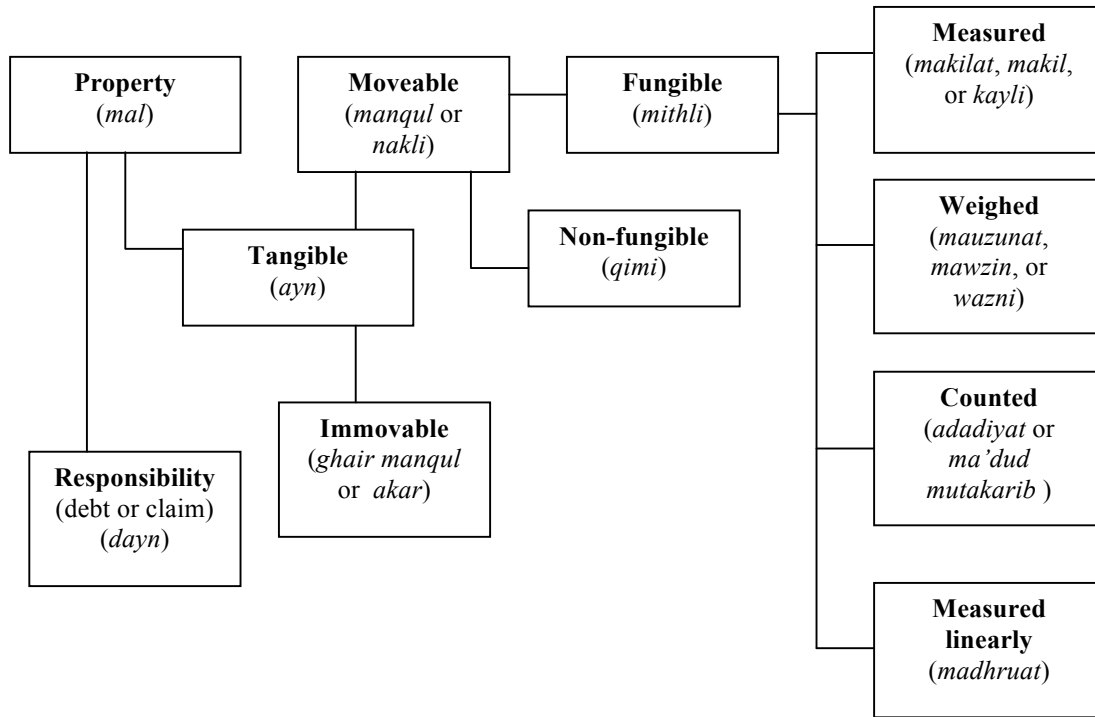 Property
(mal)
Moveable
(manqul or
nakli)
Fungible
(mithli)
Measured
(makilat, makil,
or kayli)
Weighed
(mauzunat,
mawzin, or
wazni)
Non-fungible
(qimi)
Tangible
(ayn)
Counted
(adadiyat or
ma’dud
mutakarib )
Immovable
(ghair manqul
or akar)
Responsibility
(debt or claim)
(dayn)
Measured
linearly
(madhruat)